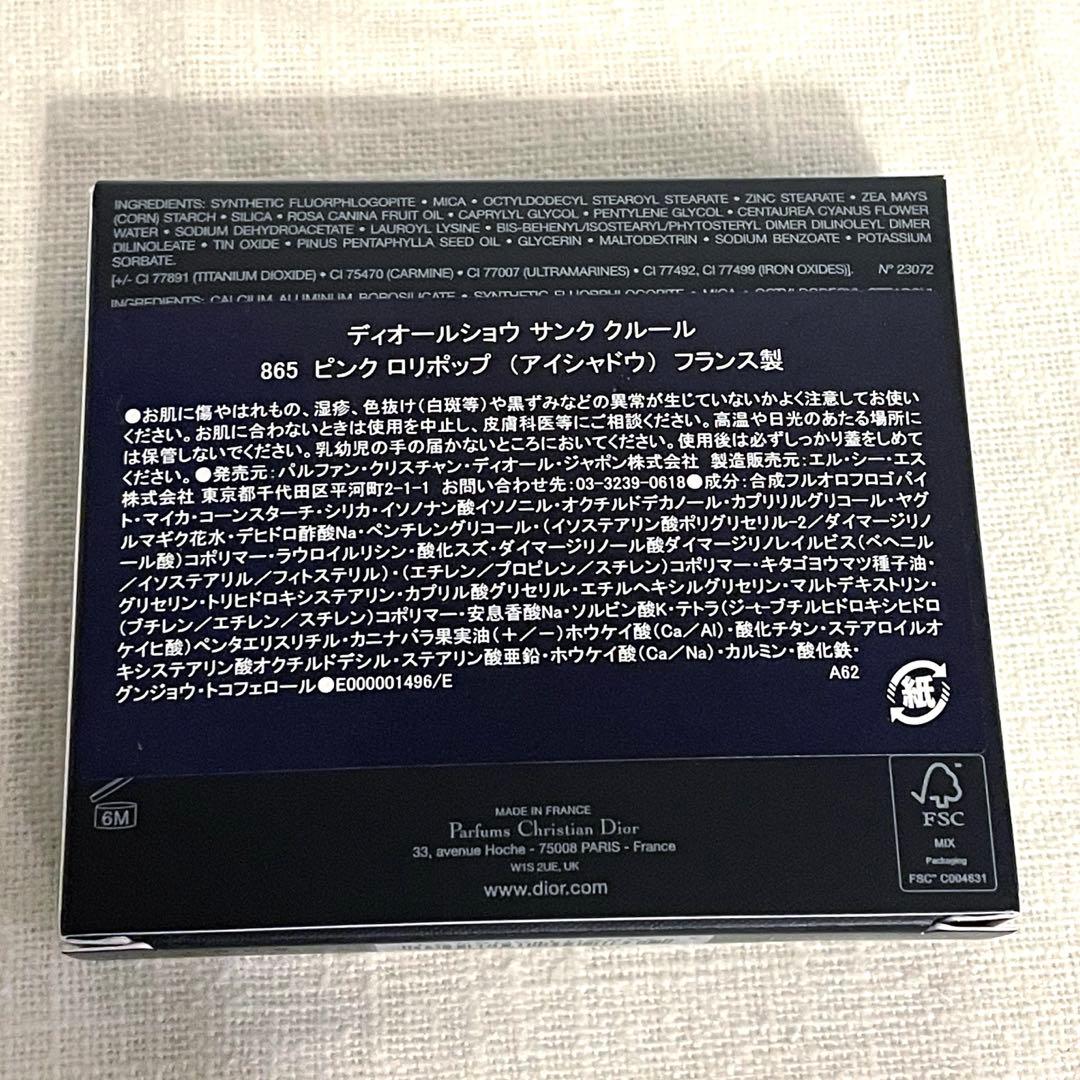 INGREDIENTS: SYNTHETIC FLUORPHLOGOPITE • MICA • OCTYLDODECYL STEAROYL STEARATE • ZINC STEARATE • ZEA MAYS
(CORN) STARCH • SILICA • ROSA CANINA FRUIT OIL • CAPRYLYL GLYCOL • PENTYLENE GLYCOL • CENTAUREA CYANUS FLOWER
WATER • SODIUM DEHYDROACETATE • LAUROYL LYSINE • BIS-BEHENYL/ISOSTEARYL/PHYTOSTERYL DIMER DILINOLEYL DIMER
DILINOLEATE • TIN OXIDE • PINUS PENTAPHYLLA SEED OIL • GLYCERIN • MALTODEXTRIN • SODIUM BENZOATE • POTASSIUM
SORBATE.
[+/- CI 77891 (TITANIUM DIOXIDE) • CI 75470 (CARMINE) • CI 77007 (ULTRAMARINES) • CI 77492, CI 77499 (IRON OXIDES)]. N° 23072
INGREDIENTS: CALCIUM ALUMINUM BOROSILICATE • SYNTHETIC FLUORPHLOGOPITE • MICA •
ディオールショウ サンク クルール
865 ピンク ロリポップ (アイシャドウ) フランス製
●お肌に傷やはれもの、湿疹、色抜け(白斑等)や黒ずみなどの異常が生じていないかよく注意してお使い
ください。お肌に合わないときは使用を中止し、皮膚科医等にご相談ください。高温や日光のあたる場所に
は保管しないでください。乳幼児の手の届かないところにおいてください。使用後は必ずしっかり蓋をしめて
ください。●発売元:パルファン・クリスチャン・ディオール・ジャポン株式会社 製造販売元:エル・シー・エス
株式会社 東京都千代田区平河町2-1-1 お問い合わせ先:03-3239-0618●成分:合成フルオロフロゴパイ
ト・マイカ・コーンスターチ・シリカ・イソノナン酸イソノニル・オクチルドデカノール・カプリリルグリコール・ヤグ
ルマギク花水・デヒドロ酢酸Na・ペンチレングリコール・(イソステアリン酸ポリグリセリル-2/ダイマージリノ
ール酸)コポリマー・ラウロイルリシン・酸化スズ・ダイマージリノール酸ダイマージリノレイルビス(ベヘニル
/イソステアリル/フィトステリル)・(エチレン/プロピレン/スチレン)コポリマー・キタゴヨウマツ種子油・
グリセリン・トリヒドロキシステアリン・カプリル酸グリセリル・エチルヘキシルグリセリン・マルトデキストリン・
(ブチレン/エチレン/スチレン)コポリマー・安息香酸Na・ソルビン酸K・テトラ(ジ-t-ブチルヒドロキシヒドロ
ケイヒ酸)ペンタエリスリチル・カニナバラ果実油(+/-)ホウケイ酸(Ca/Al)・酸化チタン・ステアロイルオ
キシステアリン酸オクチルドデシル・ステアリン酸亜鉛・ホウケイ酸(Ca/Na)・カルミン・酸化鉄・
グンジョウ・トコフェロール●E000001496/E A62
紙
6M
MADE IN FRANCE
Parfums Christian Dior
33, avenue Hoche - 75008 PARIS - France
W1S 2UE, UK
www.dior.com
FSC
MIX
Packaging
FSC™ C004631